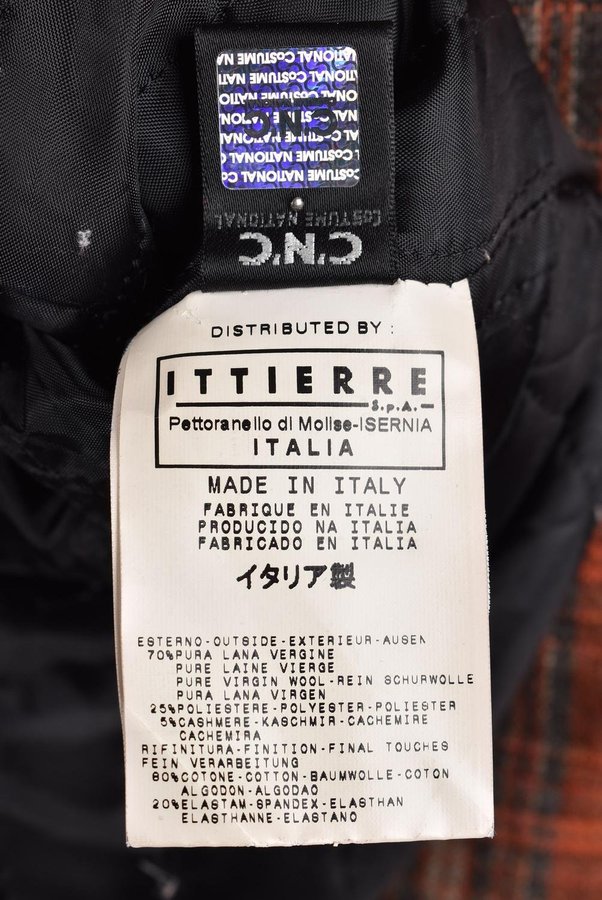 NATIONAL COSTUME NATI
COSTUME NATIONAL
C'N'C
DISTRIBUTED BY :
ITTIERRE
S.p.A.
Pettoranello di Molise-ISERNIA
ITALIA
MADE IN ITALY
FABRIQUE EN ITALIE
PRODUCIDO NA ITALIA
FABRICADO EN ITALIA
イタリア製
ESTERNO-OUTSIDE-EXTERIEUR-AUSEN
70%PURA LANA VERGINE
PURE LAINE VIERGE
PURE VIRGIN WOOL-REIN SCHURWOLLE
PURA LANA VIRGEN
25%POLIESTERE-POLYESTER-POLIESTER
5%CASHMERE-KASCHMIR-CACHEMIRE
CACHEMIRA
RIFINITURA-FINITION-FINAL TOUCHES
FEIN VERARBEITUNG
80%COTONE-COTTON-BAUMWOLLE-COTON
ALGODON-ALGODAO
20%ELASTAM-SPANDEX-ELASTHAN
ELASTHANNE-ELASTANO